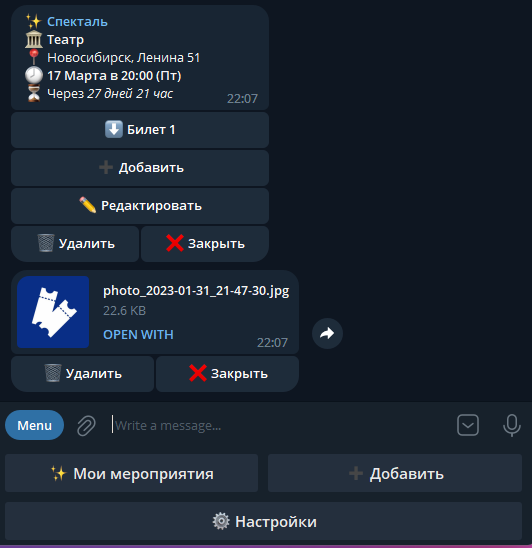 ✨ Спекталь
🏛 Театр
📍 Новосибирск, Ленина 51
🕗 17 Марта в 20:00 (Пт)
⏳ Через 27 дней 21 час
22:07
⬇️ Билет 1
➕ Добавить
✏️ Редактировать
🗑 Удалить
❌ Закрыть
photo_2023-01-31_21-47-30.jpg
22.6 KB
OPEN WITH
22:07
🗑 Удалить
❌ Закрыть
Menu
Write a message...
✨ Мои мероприятия
➕ Добавить
⚙️ Настройки